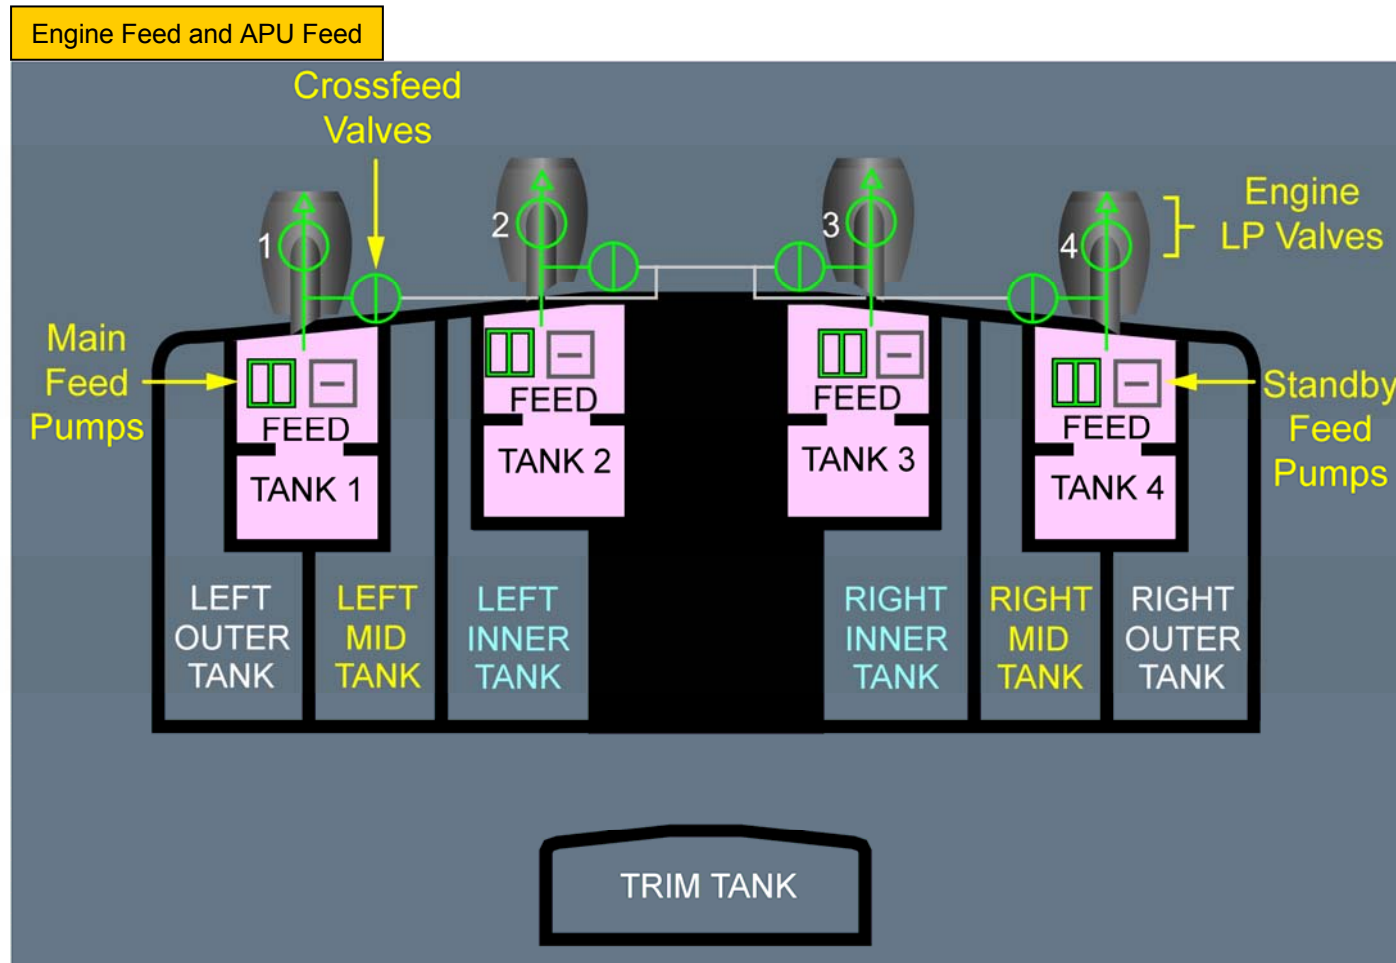 Engine Feed and APU Feed
Crossfeed
Valves
1
2
3
4
Engine
LP Valves
Main
Feed
Pumps
FEED
TANK 1
FEED
TANK 2
FEED
TANK 3
FEED
TANK 4
Standby
Feed
Pumps
LEFT
OUTER
TANK
LEFT
MID
TANK
LEFT
INNER
TANK
RIGHT
INNER
TANK
RIGHT
MID
TANK
RIGHT
OUTER
TANK
TRIM TANK